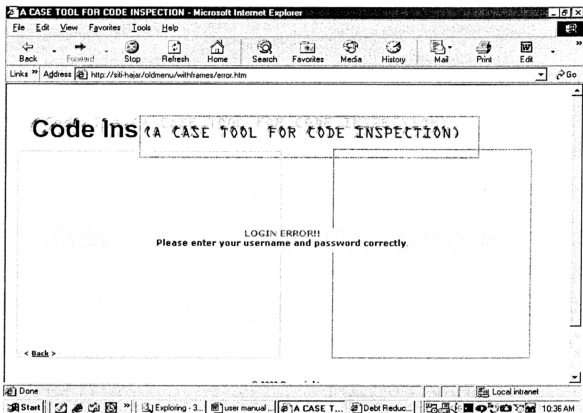 A CASE TOOL FOR CODE INSPECTION - Microsoft Internet Explorer
File Edit View Favorites Tools Help
Back Forward Stop Refresh Home Search Favorites Media History Mail Print Edit
Links » Address http://siti-hajar/oldmenu/withframes/error.htm Go
Code Ins (A CASE TOOL FOR CODE INSPECTION)
LOGIN ERROR!!
Please enter your username and password correctly.
< Back >
Done Local intranet
Start » Exploring - 3... user manual ... A CASE T... Debt Reduc... 10:36 AM